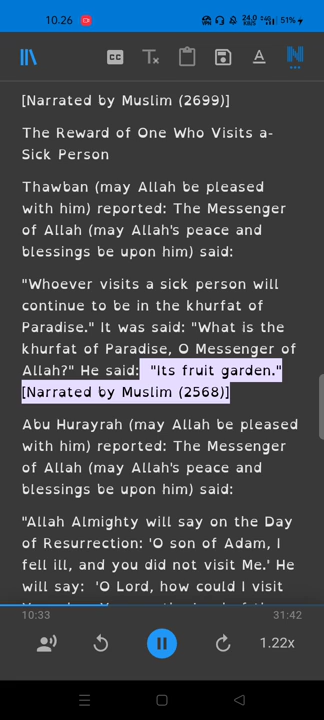 10.26
51%
CC
A
N
[Narrated by Muslim (2699)]
The Reward of One Who Visits a-
Sick Person
Thawban (may Allah be pleased
with him) reported: The Messenger
of Allah (may Allah's peace and
blessings be upon him) said:
"Whoever visits a sick person will
continue to be in the khurfat of
Paradise." It was said: "What is the
khurfat of Paradise, O Messenger of
Allah?" He said: "Its fruit garden."
[Narrated by Muslim (2568)]
Abu Hurayrah (may Allah be pleased
with him) reported: The Messenger
of Allah (may Allah's peace and
blessings be upon him) said:
"Allah Almighty will say on the Day
of Resurrection: 'O son of Adam, I
fell ill, and you did not visit Me.' He
will say: 'O Lord, how could I visit
10:33
31:42
1.22x